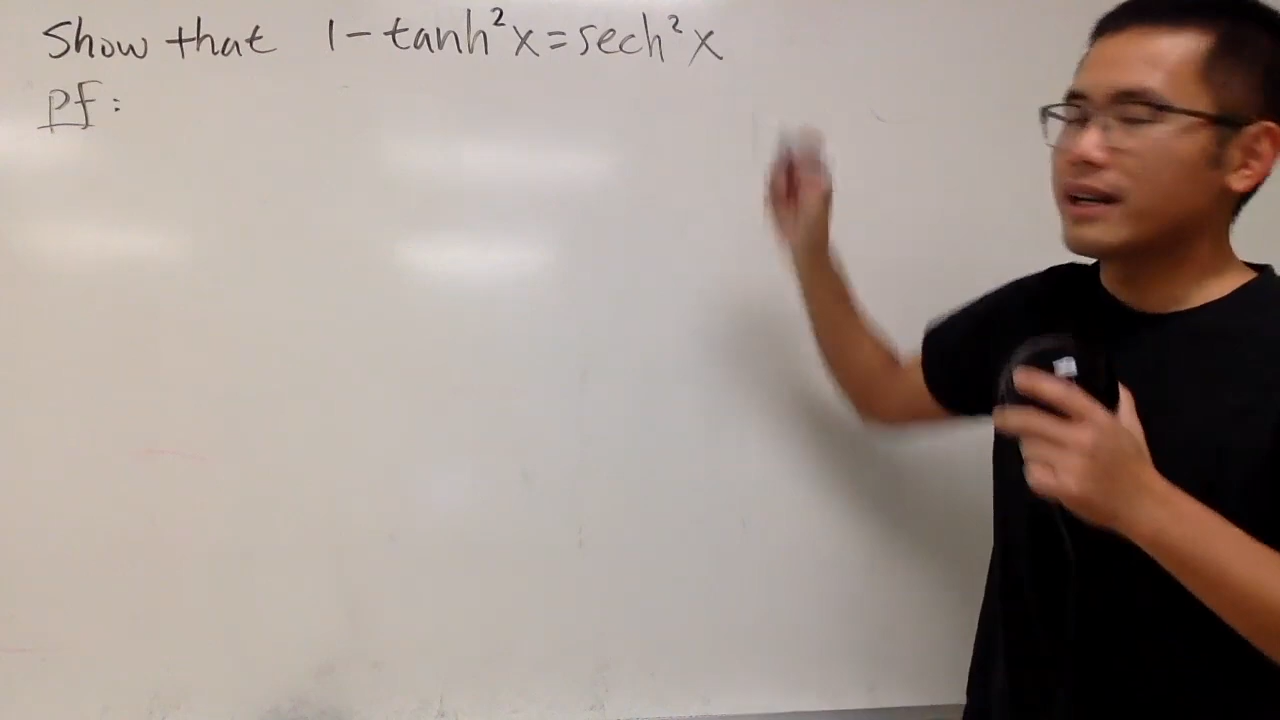 Show that 1 - tanh²x = sech²x
pf: